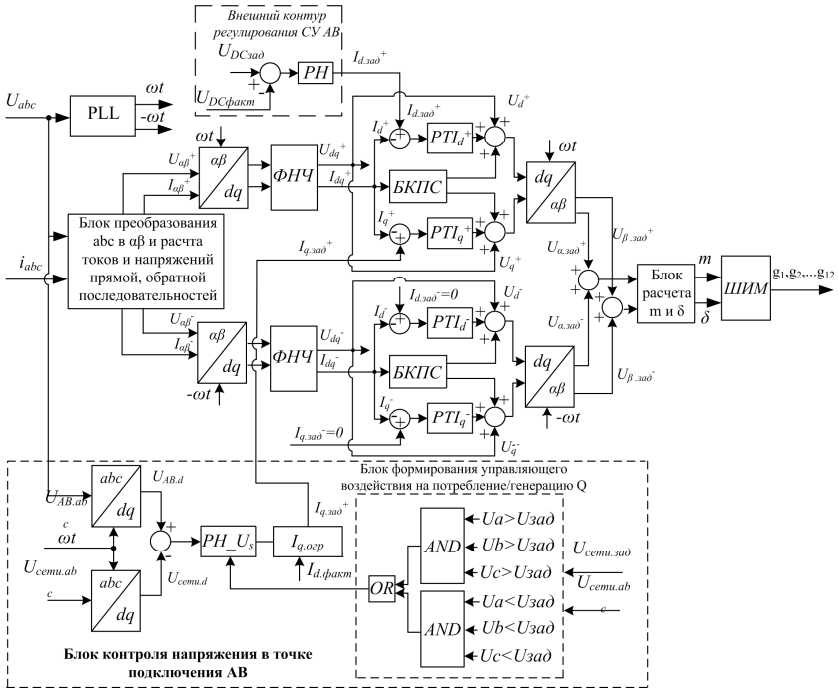 Внешний контур
регулирования СУ АВ
U_DCзад
I_d.зад⁺
+
-
РН
U_DCфакт
U_abc
PLL
ωt
-ωt
I_d.зад⁺
U_d⁺
ωt
U_αβ⁺
I_αβ⁺
αβ
dq
ФНЧ
U_dq⁺
I_dq⁺
I_d⁺
-
+
PTI_d⁺
+
+
+
БКПС
ωt
dq
αβ
I_q⁺
-
+
PTI_q⁺
+
+
+
I_q.зад⁺
U_q⁺
Блок преобразования
abc в αβ и расчта
токов и напряжений
прямой, обратной
последовательностей
i_abc
U_α.зад⁺
U_β.зад⁺
+
+
+
+
Блок
расчета
m и δ
m
δ
ШИМ
g₁,g₂,...g₁₂
U_αβ⁻
I_αβ⁻
αβ
dq
-ωt
ФНЧ
U_dq⁻
I_dq⁻
I_d.зад⁻=0
U_d⁻
I_d⁻
-
+
PTI_d⁻
+
+
+
БКПС
dq
αβ
-ωt
U_α.зад⁻
U_β.зад⁻
I_q⁻
-
+
PTI_q⁻
+
+
+
I_q.зад⁻=0
U_q⁻⁻
Блок формирования управляющего
воздействия на потребление/генерацию Q
abc
dq
U_АВ.d
U_АВ.ab
с
ωt
+
-
РН_U_s
I_q.зад⁺
I_q.огр
I_d.факт
U_сети.ab
с
abc
dq
U_сети.d
OR
AND
Ua>Uзад
Ub>Uзад
Uc>Uзад
AND
Ua<Uзад
Ub<Uзад
Uc<Uзад
U_сети.зад
U_сети.ab
с
Блок контроля напряжения в точке
подключения АВ